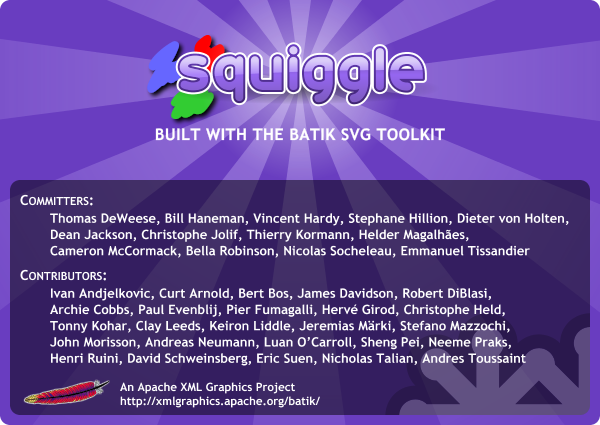 squiggle
BUILT WITH THE BATIK SVG TOOLKIT
COMMITTERS:
Thomas DeWeese, Bill Haneman, Vincent Hardy, Stephane Hillion, Dieter von Holten,
Dean Jackson, Christophe Jolif, Thierry Kormann, Helder Magalhães,
Cameron McCormack, Bella Robinson, Nicolas Socheleau, Emmanuel Tissandier
CONTRIBUTORS:
Ivan Andjelkovic, Curt Arnold, Bert Bos, James Davidson, Robert DiBlasi,
Archie Cobbs, Paul Evenblij, Pier Fumagalli, Hervé Girod, Christophe Held,
Tonny Kohar, Clay Leeds, Keiron Liddle, Jeremias Märki, Stefano Mazzochi,
John Morisson, Andreas Neumann, Luan O’Carroll, Sheng Pei, Neeme Praks,
Henri Ruini, David Schweinsberg, Eric Suen, Nicholas Talian, Andres Toussaint
An Apache XML Graphics Project
http://xmlgraphics.apache.org/batik/